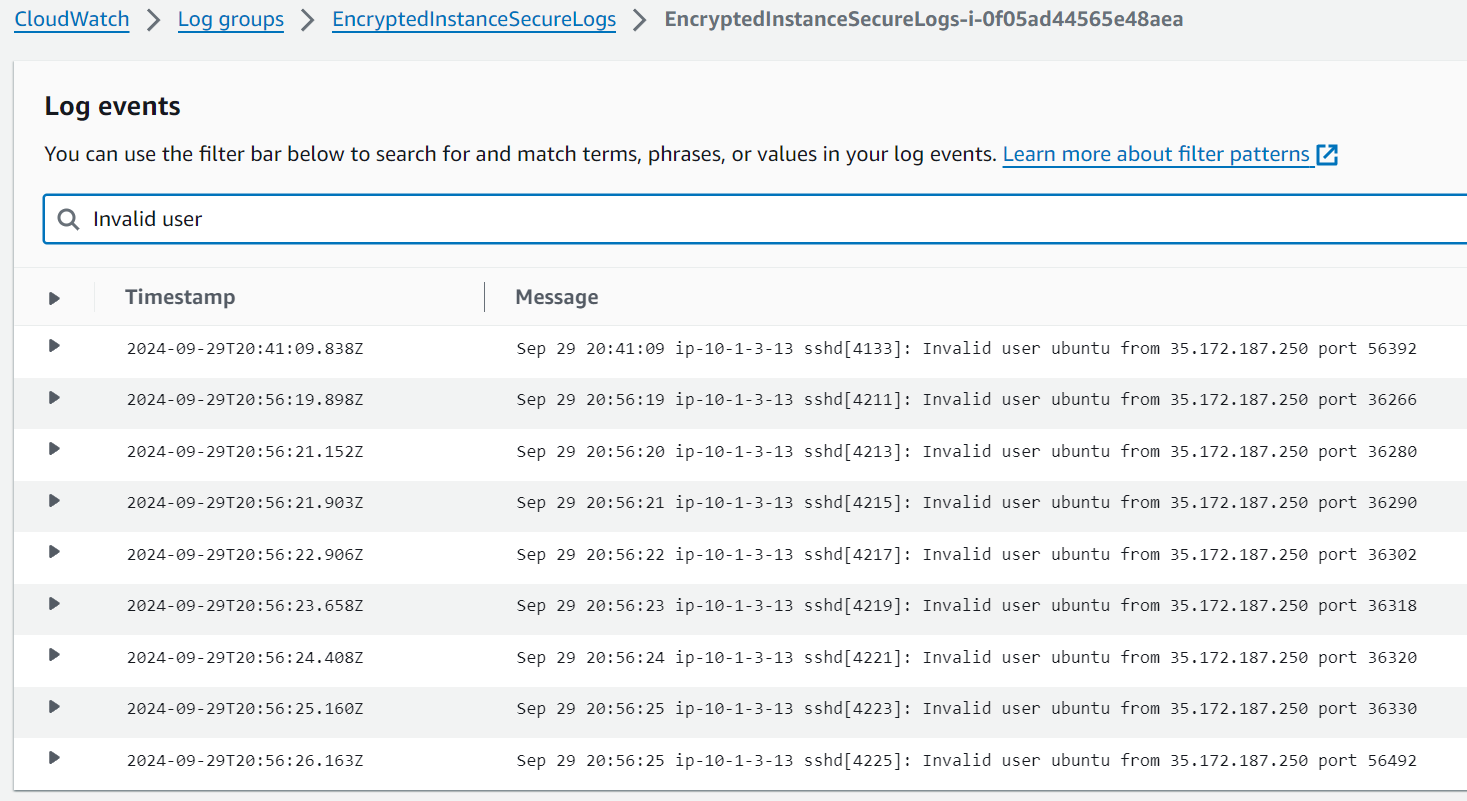 CloudWatch > Log groups > EncryptedInstanceSecureLogs > EncryptedInstanceSecureLogs-i-0f05ad44565e48aea
Log events
You can use the filter bar below to search for and match terms, phrases, or values in your log events. Learn more about filter patterns
Invalid user
Timestamp Message
2024-09-29T20:41:09.838Z Sep 29 20:41:09 ip-10-1-3-13 sshd[4133]: Invalid user ubuntu from 35.172.187.250 port 56392
2024-09-29T20:56:19.898Z Sep 29 20:56:19 ip-10-1-3-13 sshd[4211]: Invalid user ubuntu from 35.172.187.250 port 36266
2024-09-29T20:56:21.152Z Sep 29 20:56:20 ip-10-1-3-13 sshd[4213]: Invalid user ubuntu from 35.172.187.250 port 36280
2024-09-29T20:56:21.903Z Sep 29 20:56:21 ip-10-1-3-13 sshd[4215]: Invalid user ubuntu from 35.172.187.250 port 36290
2024-09-29T20:56:22.906Z Sep 29 20:56:22 ip-10-1-3-13 sshd[4217]: Invalid user ubuntu from 35.172.187.250 port 36302
2024-09-29T20:56:23.658Z Sep 29 20:56:23 ip-10-1-3-13 sshd[4219]: Invalid user ubuntu from 35.172.187.250 port 36318
2024-09-29T20:56:24.408Z Sep 29 20:56:24 ip-10-1-3-13 sshd[4221]: Invalid user ubuntu from 35.172.187.250 port 36320
2024-09-29T20:56:25.160Z Sep 29 20:56:25 ip-10-1-3-13 sshd[4223]: Invalid user ubuntu from 35.172.187.250 port 36330
2024-09-29T20:56:26.163Z Sep 29 20:56:25 ip-10-1-3-13 sshd[4225]: Invalid user ubuntu from 35.172.187.250 port 56492